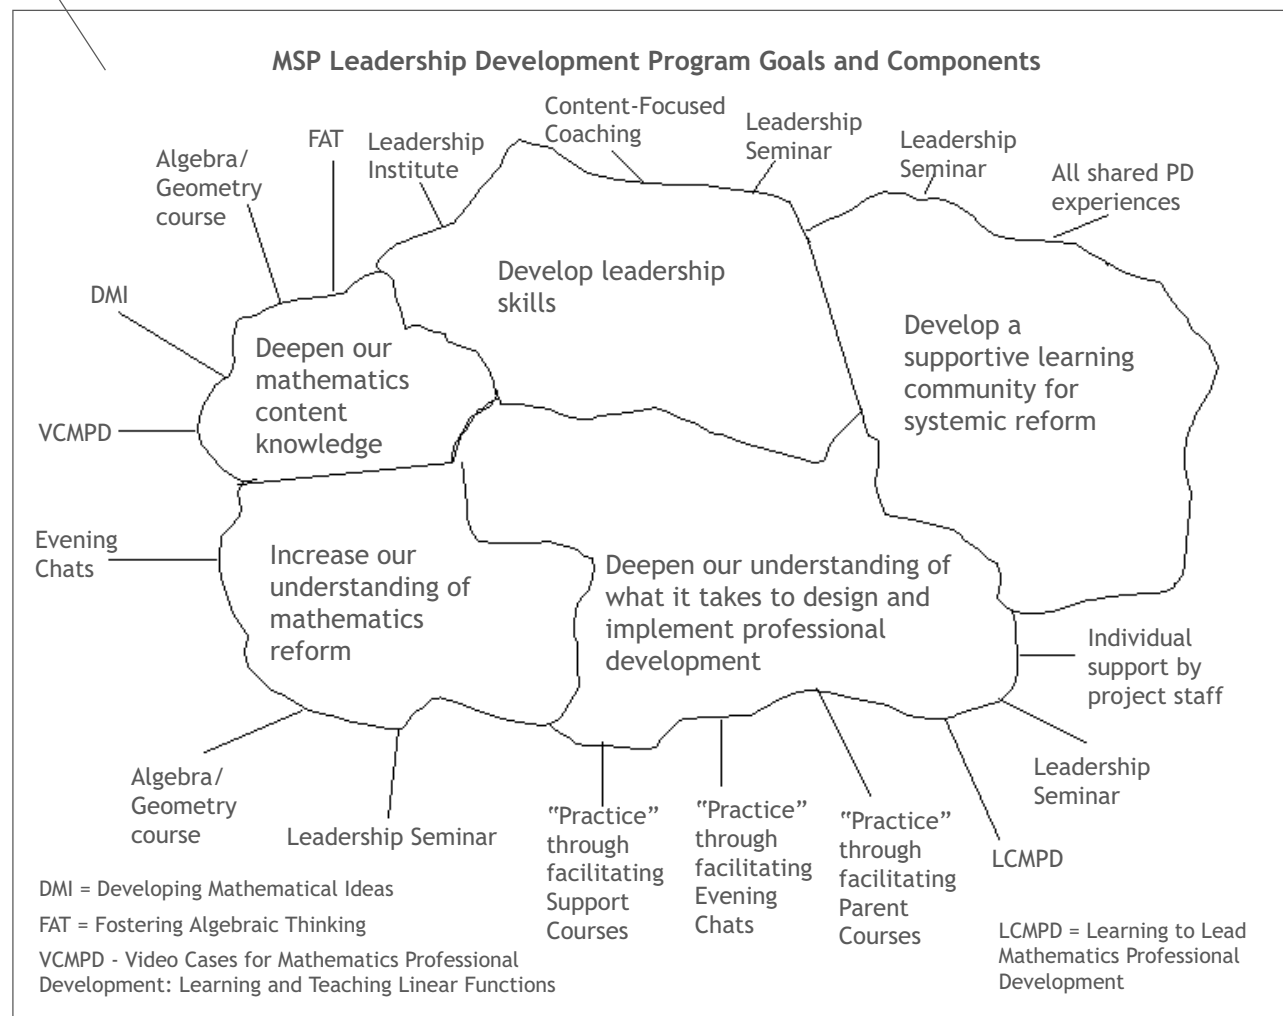 MSP Leadership Development Program Goals and Components
Content-Focused
Coaching
Leadership
Seminar
FAT
Leadership
Institute
Leadership
Seminar
Algebra/
Geometry
course
All shared PD
experiences
Develop leadership
skills
DMI
Develop a
supportive learning
community for
systemic reform
Deepen our
mathematics
content
knowledge
VCMPD
Evening
Chats
Increase our
understanding of
mathematics
reform
Deepen our understanding of
what it takes to design and
implement professional
development
Individual
support by
project staff
Algebra/
Geometry
course
Leadership Seminar
“Practice”
through
facilitating
Support
Courses
“Practice”
through
facilitating
Evening
Chats
“Practice”
through
facilitating
Parent
Courses
LCMPD
Leadership
Seminar
DMI = Developing Mathematical Ideas
FAT = Fostering Algebraic Thinking
VCMPD - Video Cases for Mathematics Professional
Development: Learning and Teaching Linear Functions
LCMPD = Learning to Lead
Mathematics Professional
Development